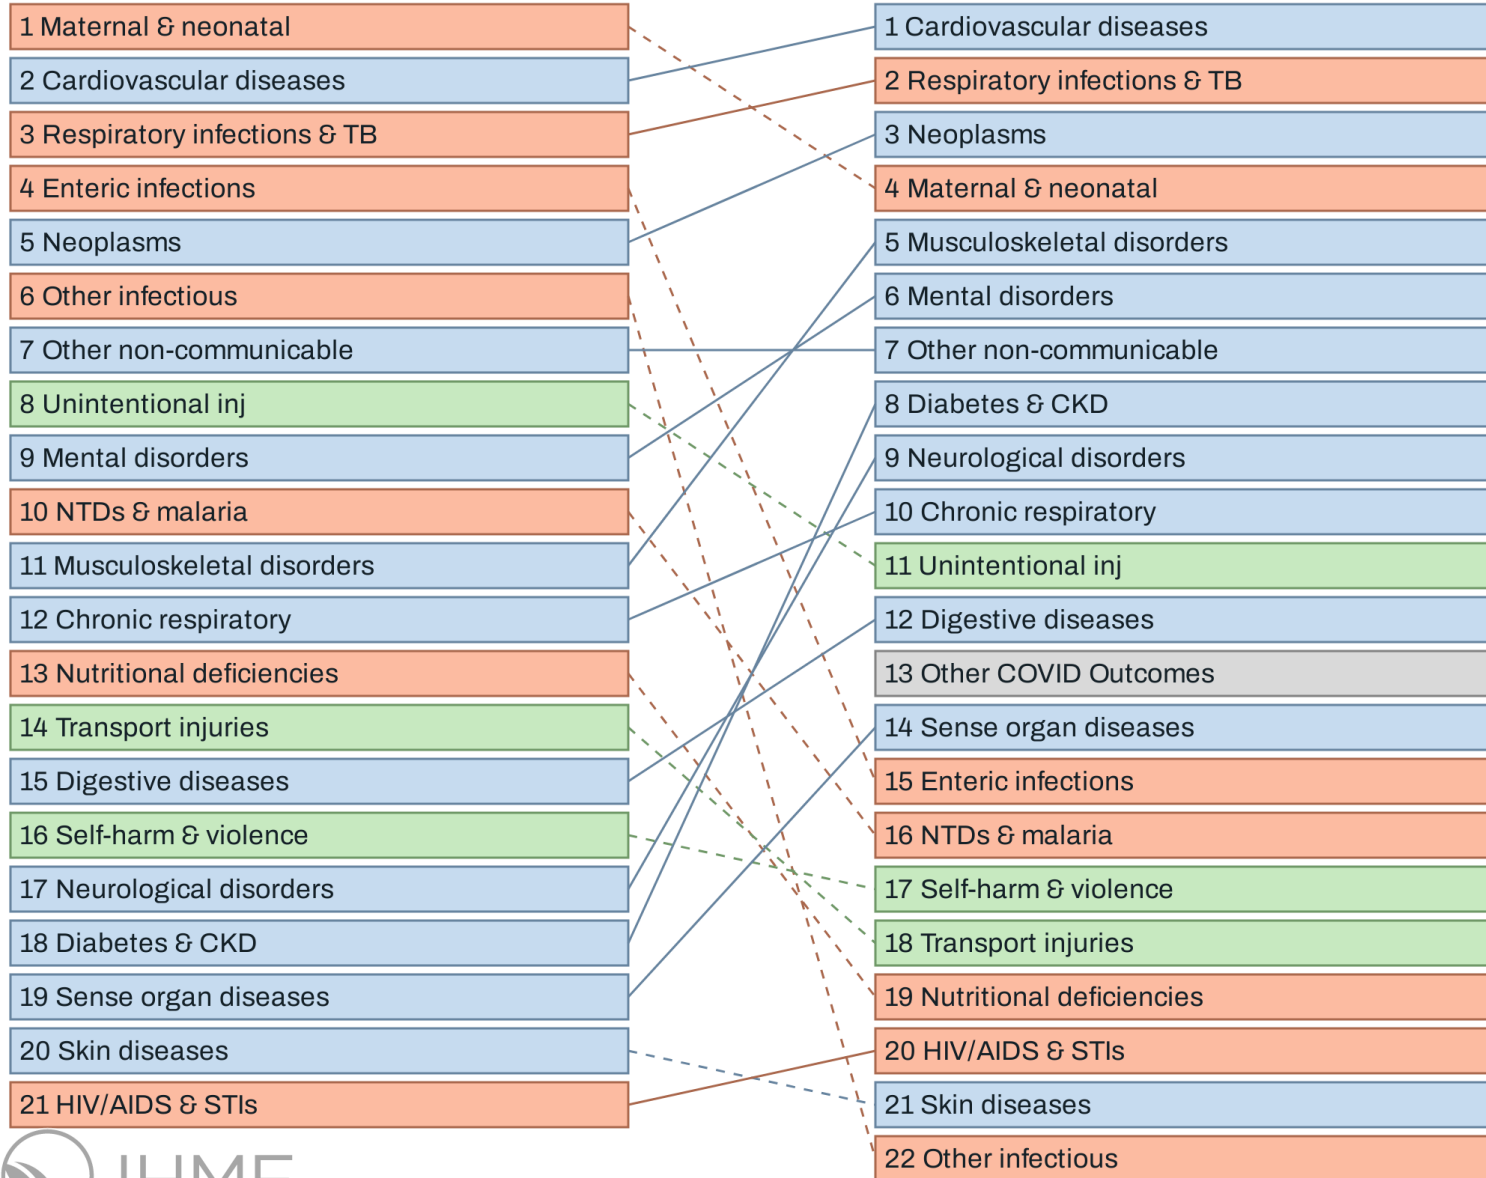 1 Maternal & neonatal
2 Cardiovascular diseases
3 Respiratory infections & TB
4 Enteric infections
5 Neoplasms
6 Other infectious
7 Other non-communicable
8 Unintentional inj
9 Mental disorders
10 NTDs & malaria
11 Musculoskeletal disorders
12 Chronic respiratory
13 Nutritional deficiencies
14 Transport injuries
15 Digestive diseases
16 Self-harm & violence
17 Neurological disorders
18 Diabetes & CKD
19 Sense organ diseases
20 Skin diseases
21 HIV/AIDS & STIs
IHME
1 Cardiovascular diseases
2 Respiratory infections & TB
3 Neoplasms
4 Maternal & neonatal
5 Musculoskeletal disorders
6 Mental disorders
7 Other non-communicable
8 Diabetes & CKD
9 Neurological disorders
10 Chronic respiratory
11 Unintentional inj
12 Digestive diseases
13 Other COVID Outcomes
14 Sense organ diseases
15 Enteric infections
16 NTDs & malaria
17 Self-harm & violence
18 Transport injuries
19 Nutritional deficiencies
20 HIV/AIDS & STIs
21 Skin diseases
22 Other infectious